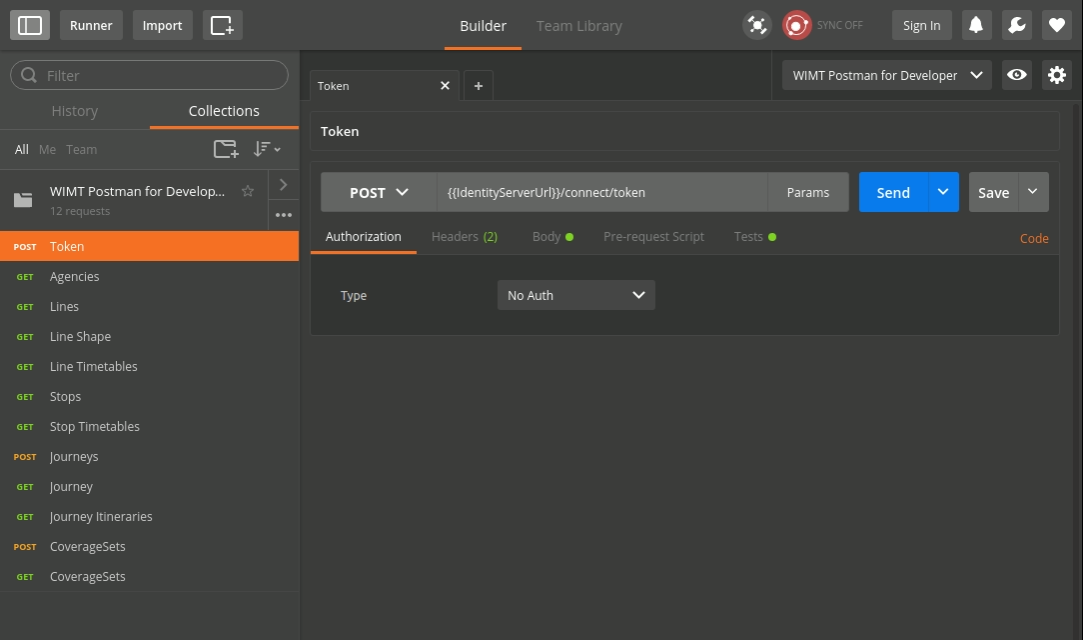 Runner
Import
Builder
Team Library
SYNC OFF
Sign In
Filter
History
Collections
All Me Team
WIMT Postman for Develop...
12 requests
POST Token
GET Agencies
GET Lines
GET Line Shape
GET Line Timetables
GET Stops
GET Stop Timetables
POST Journeys
GET Journey
GET Journey Itineraries
POST CoverageSets
GET CoverageSets
Token
WIMT Postman for Developer
Token
POST {{IdentityServerUrl}}/connect/token Params Send Save
Authorization Headers (2) Body Pre-request Script Tests Code
Type No Auth